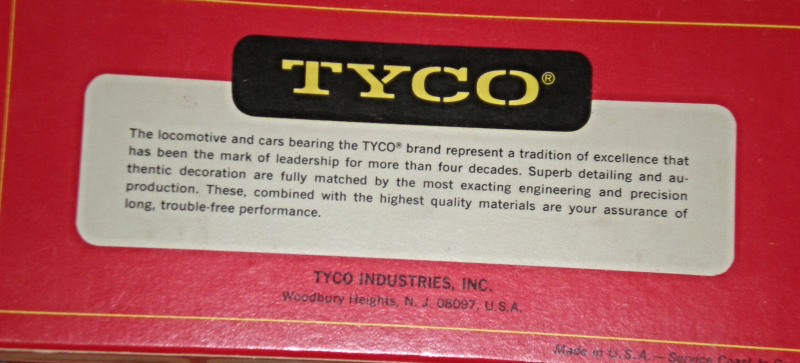 TYCO®
The locomotive and cars bearing the TYCO® brand represent a tradition of excellence that
has been the mark of leadership for more than four decades. Superb detailing and au-
thentic decoration are fully matched by the most exacting engineering and precision
production. These, combined with the highest quality materials are your assurance of
long, trouble-free performance.
TYCO INDUSTRIES, INC.
Woodbury Heights, N. J. 08097, U.S.A.
Made in U.S.A. – Service